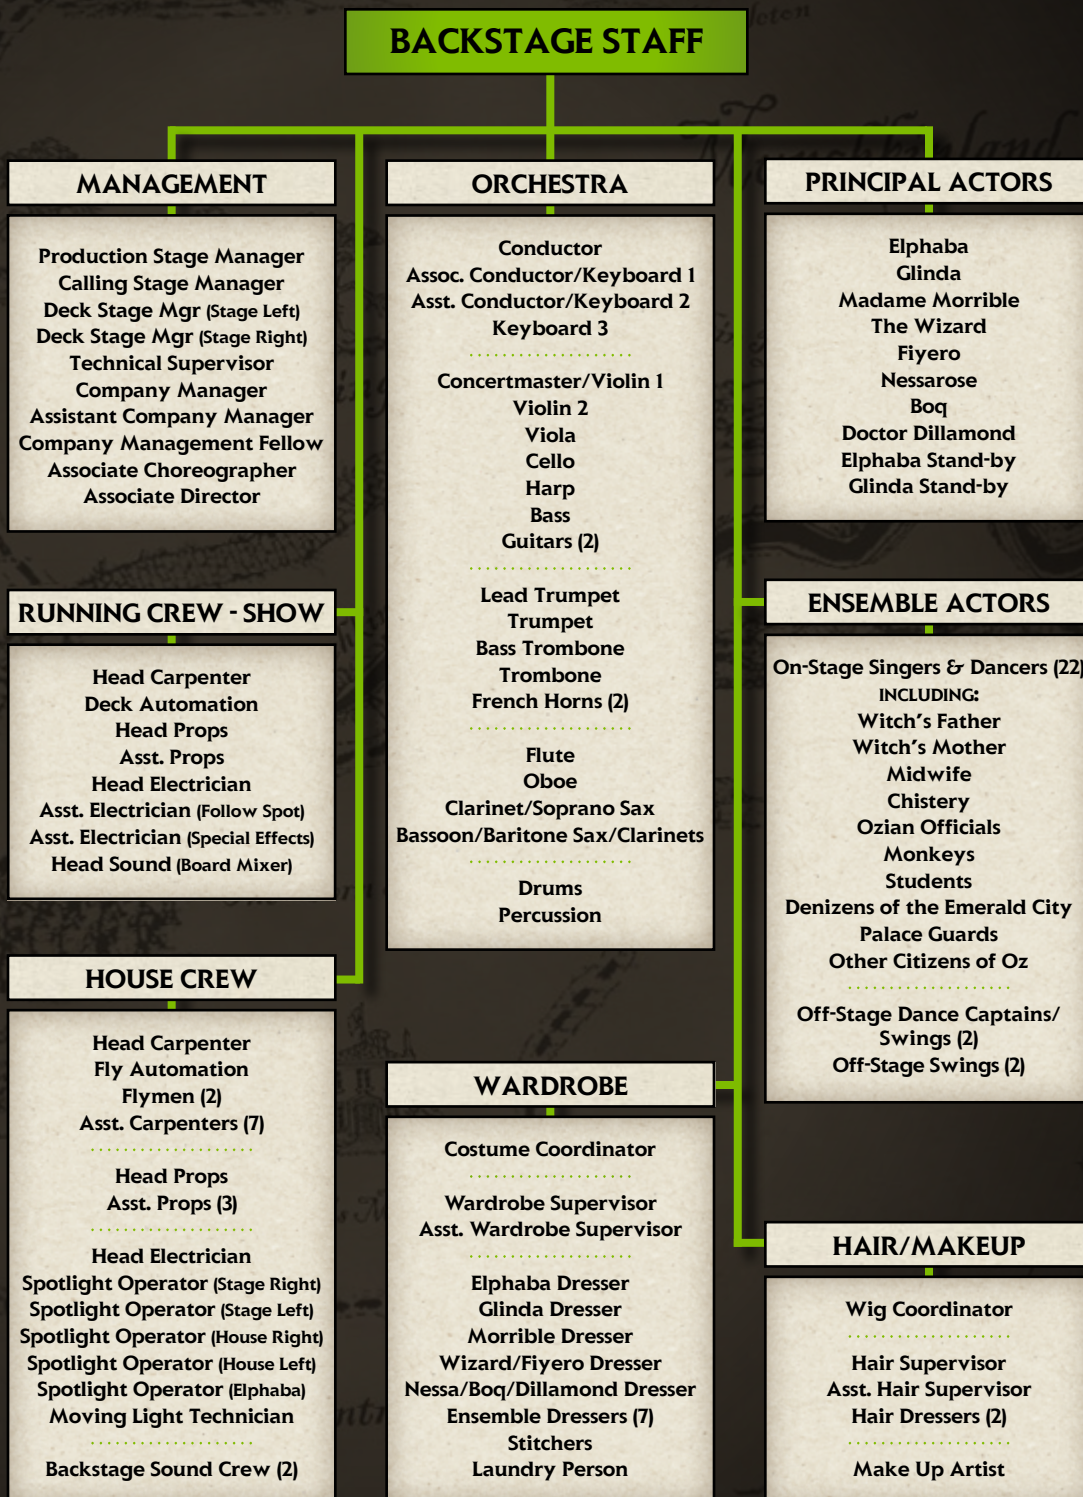 BACKSTAGE STAFF
MANAGEMENT
Production Stage Manager
Calling Stage Manager
Deck Stage Mgr (Stage Left)
Deck Stage Mgr (Stage Right)
Technical Supervisor
Company Manager
Assistant Company Manager
Company Management Fellow
Associate Choreographer
Associate Director
RUNNING CREW - SHOW
Head Carpenter
Deck Automation
Head Props
Asst. Props
Head Electrician
Asst. Electrician (Follow Spot)
Asst. Electrician (Special Effects)
Head Sound (Board Mixer)
HOUSE CREW
Head Carpenter
Fly Automation
Flymen (2)
Asst. Carpenters (7)
Head Props
Asst. Props (3)
Head Electrician
Spotlight Operator (Stage Right)
Spotlight Operator (Stage Left)
Spotlight Operator (House Right)
Spotlight Operator (House Left)
Spotlight Operator (Elphaba)
Moving Light Technician
Backstage Sound Crew (2)
ORCHESTRA
Conductor
Assoc. Conductor/Keyboard 1
Asst. Conductor/Keyboard 2
Keyboard 3
Concertmaster/Violin 1
Violin 2
Viola
Cello
Harp
Bass
Guitars (2)
Lead Trumpet
Trumpet
Bass Trombone
Trombone
French Horns (2)
Flute
Oboe
Clarinet/Soprano Sax
Bassoon/Baritone Sax/Clarinets
Drums
Percussion
WARDROBE
Costume Coordinator
Wardrobe Supervisor
Asst. Wardrobe Supervisor
Elphaba Dresser
Glinda Dresser
Morrible Dresser
Wizard/Fiyero Dresser
Nessa/Boq/Dillamond Dresser
Ensemble Dressers (7)
Stitchers
Laundry Person
PRINCIPAL ACTORS
Elphaba
Glinda
Madame Morrible
The Wizard
Fiyero
Nessarose
Boq
Doctor Dillamond
Elphaba Stand-by
Glinda Stand-by
ENSEMBLE ACTORS
On-Stage Singers & Dancers (22)
INCLUDING:
Witch's Father
Witch's Mother
Midwife
Chistery
Ozian Officials
Monkeys
Students
Denizens of the Emerald City
Palace Guards
Other Citizens of Oz
Off-Stage Dance Captains/
Swings (2)
Off-Stage Swings (2)
HAIR/MAKEUP
Wig Coordinator
Hair Supervisor
Asst. Hair Supervisor
Hair Dressers (2)
Make Up Artist